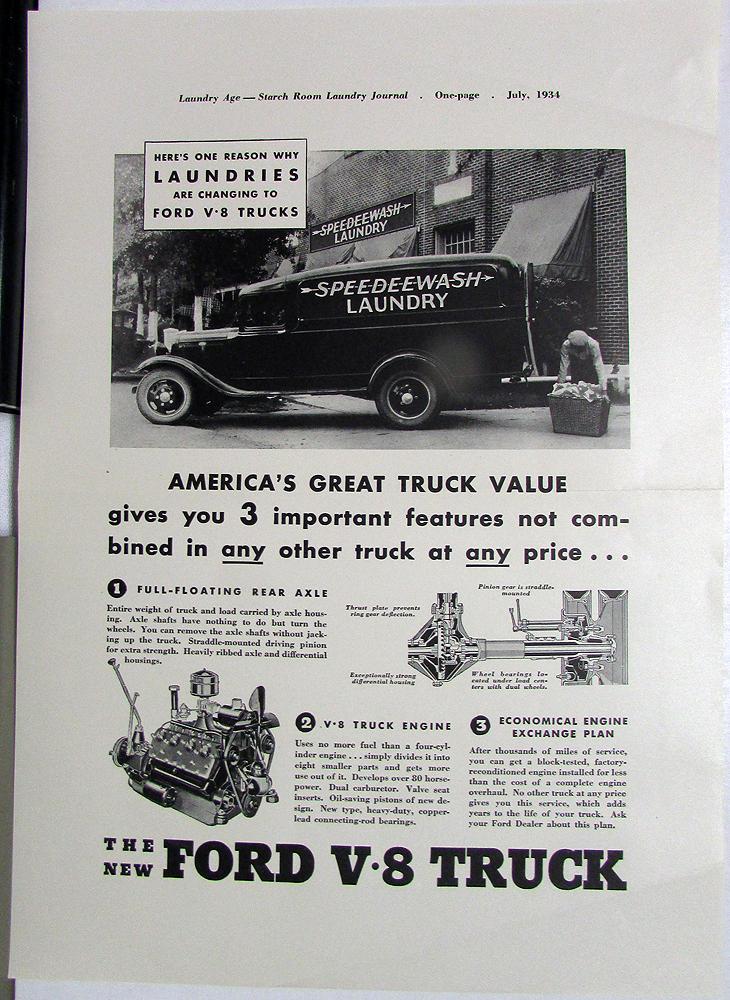 Laundry Age — Starch Room Laundry Journal . One-page . July, 1934
HERE'S ONE REASON WHY
LAUNDRIES
ARE CHANGING TO
FORD V·8 TRUCKS
SPEEDEEWASH
LAUNDRY
SPEEDEEWASH
LAUNDRY
AMERICA'S GREAT TRUCK VALUE
gives you 3 important features not com-
bined in any other truck at any price . . .
1 FULL-FLOATING REAR AXLE
Entire weight of truck and load carried by axle hous-
ing. Axle shafts have nothing to do but turn the
wheels. You can remove the axle shafts without jack-
ing up the truck. Straddle-mounted driving pinion
for extra strength. Heavily ribbed axle and differential
housings.
Thrust plate prevents
ring gear deflection.
Pinion gear is straddle-
mounted
Exceptionally strong
differential housing
Wheel bearings lo-
cated under load cen-
ters with dual wheels.
2 V·8 TRUCK ENGINE
Uses no more fuel than a four-cyl-
inder engine . . . simply divides it into
eight smaller parts and gets more
use out of it. Develops over 80 horse-
power. Dual carburetor. Valve seat
inserts. Oil-saving pistons of new de-
sign. New type, heavy-duty, copper-
lead connecting-rod bearings.
3 ECONOMICAL ENGINE
EXCHANGE PLAN
After thousands of miles of service,
you can get a block-tested, factory-
reconditioned engine installed for less
than the cost of a complete engine
overhaul. No other truck at any price
gives you this service, which adds
years to the life of your truck. Ask
your Ford Dealer about this plan.
THE
NEW FORD V·8 TRUCK